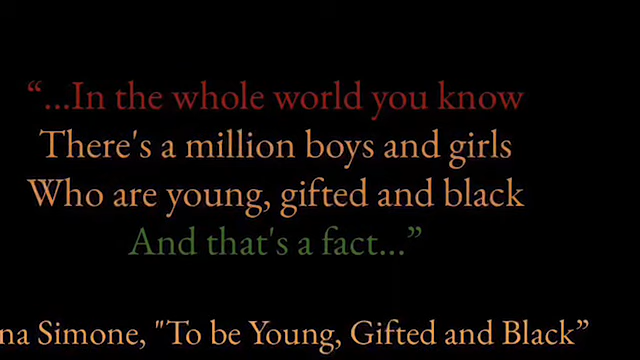 “...In the whole world you know
There's a million boys and girls
Who are young, gifted and black
And that's a fact...”
na Simone, "To be Young, Gifted and Black”